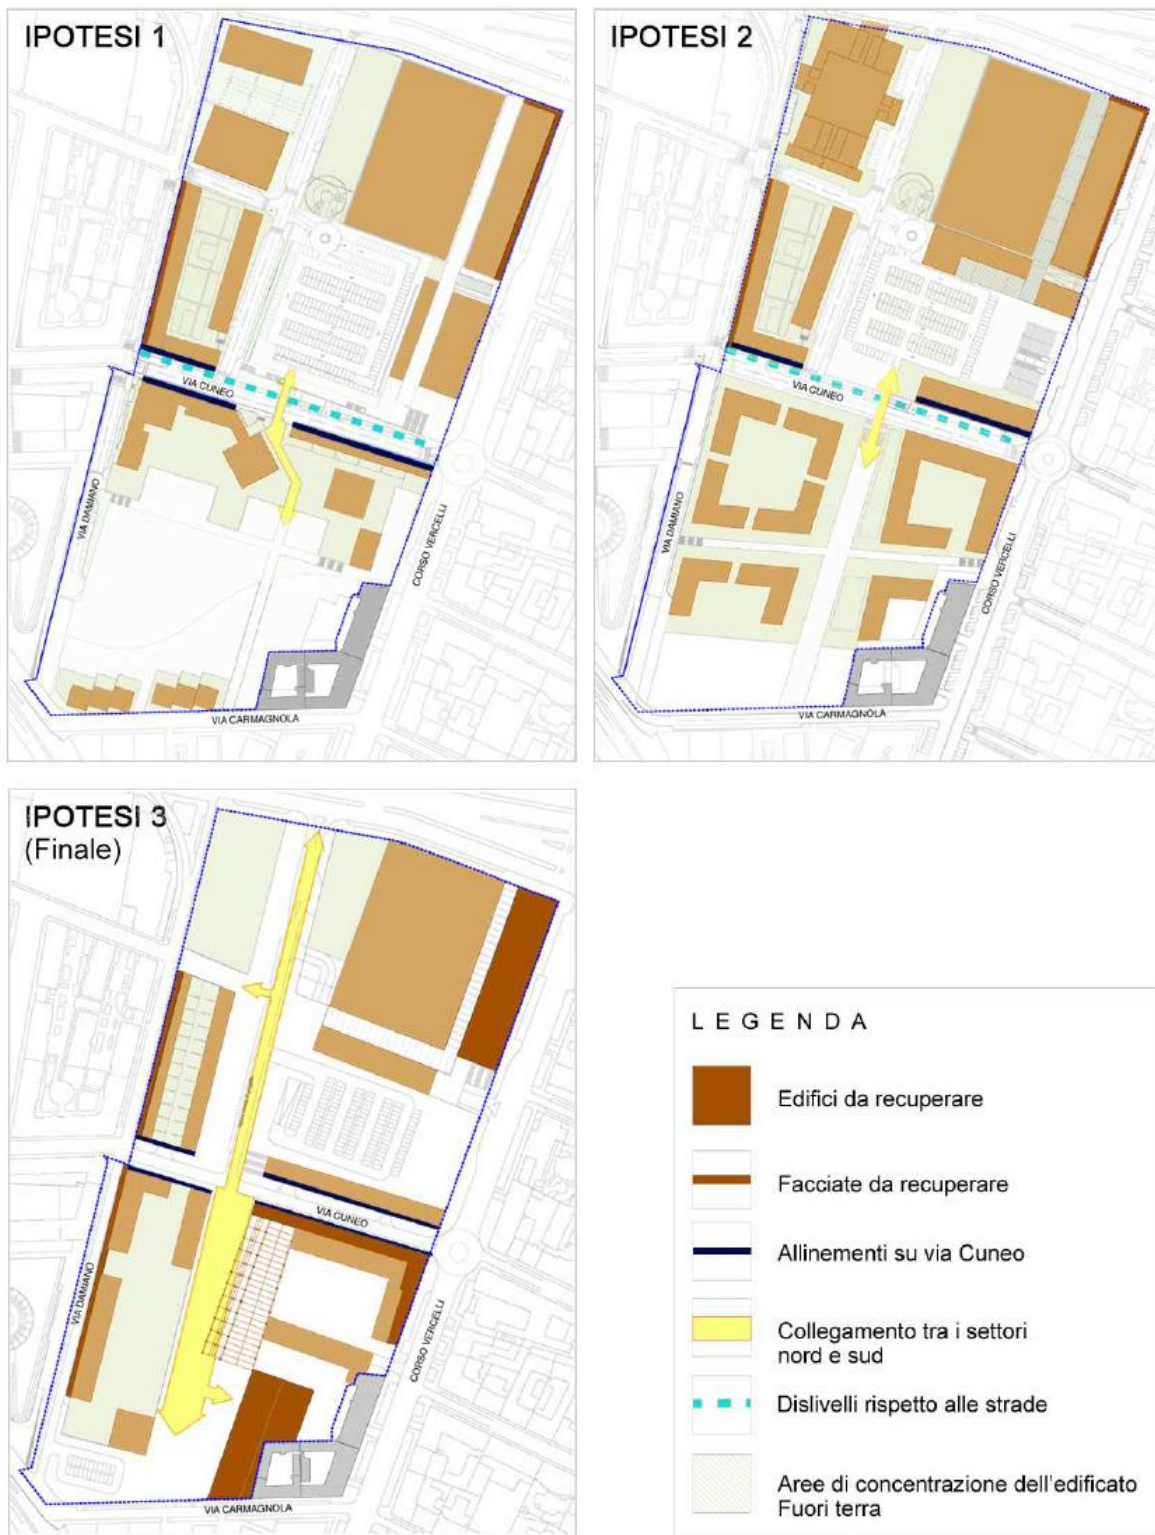 IPOTESI 1
VIA CUNEO
VIA DAMIANO
CORSO VERCELLI
VIA CARMAGNOLA
IPOTESI 2
VIA CUNEO
VIA DAMIANO
CORSO VERCELLI
VIA CARMAGNOLA
IPOTESI 3
(Finale)
VIA CUNEO
VIA DAMIANO
CORSO VERCELLI
VIA CARMAGNOLA
LEGENDA
Edifici da recuperare
Facciate da recuperare
Allinementi su via Cuneo
Collegamento tra i settori
nord e sud
Dislivelli rispetto alle strade
Aree di concentrazione dell'edificato
Fuori terra